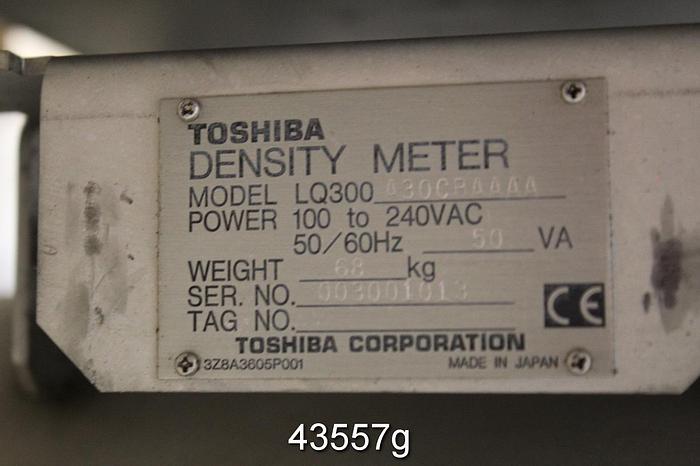 TOSHIBA
DENSITY METER
MODEL LQ300 A30CBAAAA
POWER 100 to 240VAC
50/60Hz 50 VA
WEIGHT 68 kg
SER. NO. 003001013
TAG NO.
CE
TOSHIBA CORPORATION
3Z8A3605P001 MADE IN JAPAN
43557g